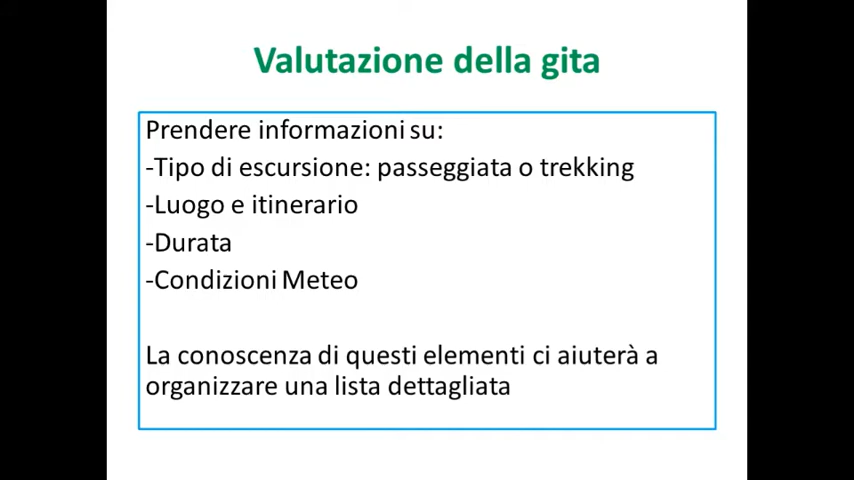 Valutazione della gita
Prendere informazioni su:
-Tipo di escursione: passeggiata o trekking
-Luogo e itinerario
-Durata
-Condizioni Meteo
La conoscenza di questi elementi ci aiuterà a
organizzare una lista dettagliata